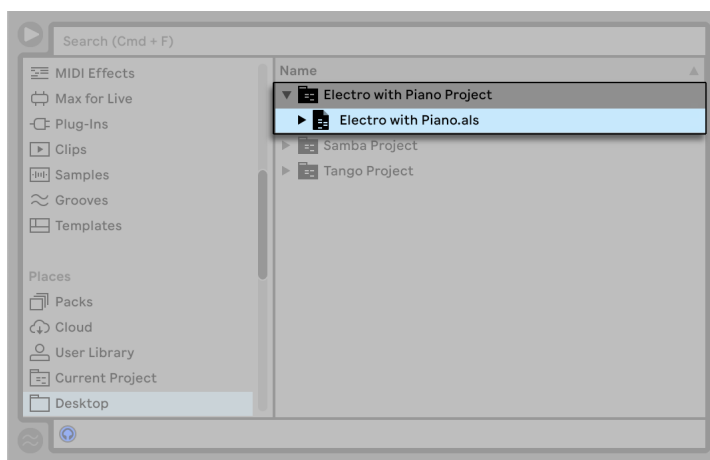 Search (Cmd + F)
MIDI Effects
Max for Live
Plug-Ins
Clips
Samples
Grooves
Templates
Places
Packs
Cloud
User Library
Current Project
Desktop
Name
Electro with Piano Project
Electro with Piano.als
Samba Project
Tango Project